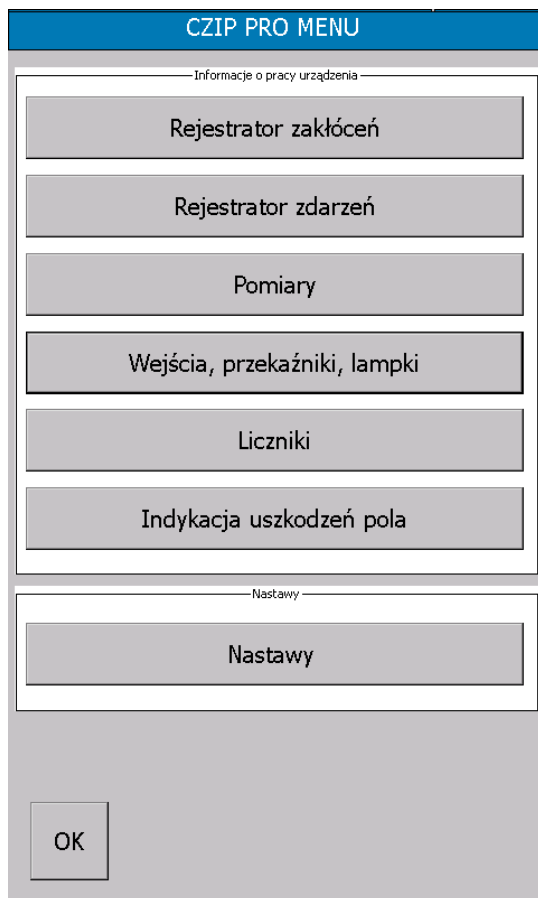 CZIP PRO MENU
Informacje o pracy urządzenia
Rejestrator zakłóceń
Rejestrator zdarzeń
Pomiary
Wejścia, przekaźniki, lampki
Liczniki
Indykacja uszkodzeń pola
Nastawy
Nastawy
OK